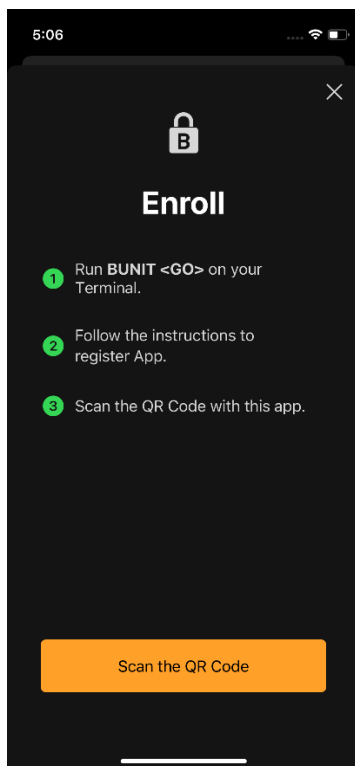 5:06
B
Enroll
1 Run BUNIT <GO> on your
Terminal.
2 Follow the instructions to
register App.
3 Scan the QR Code with this app.
Scan the QR Code